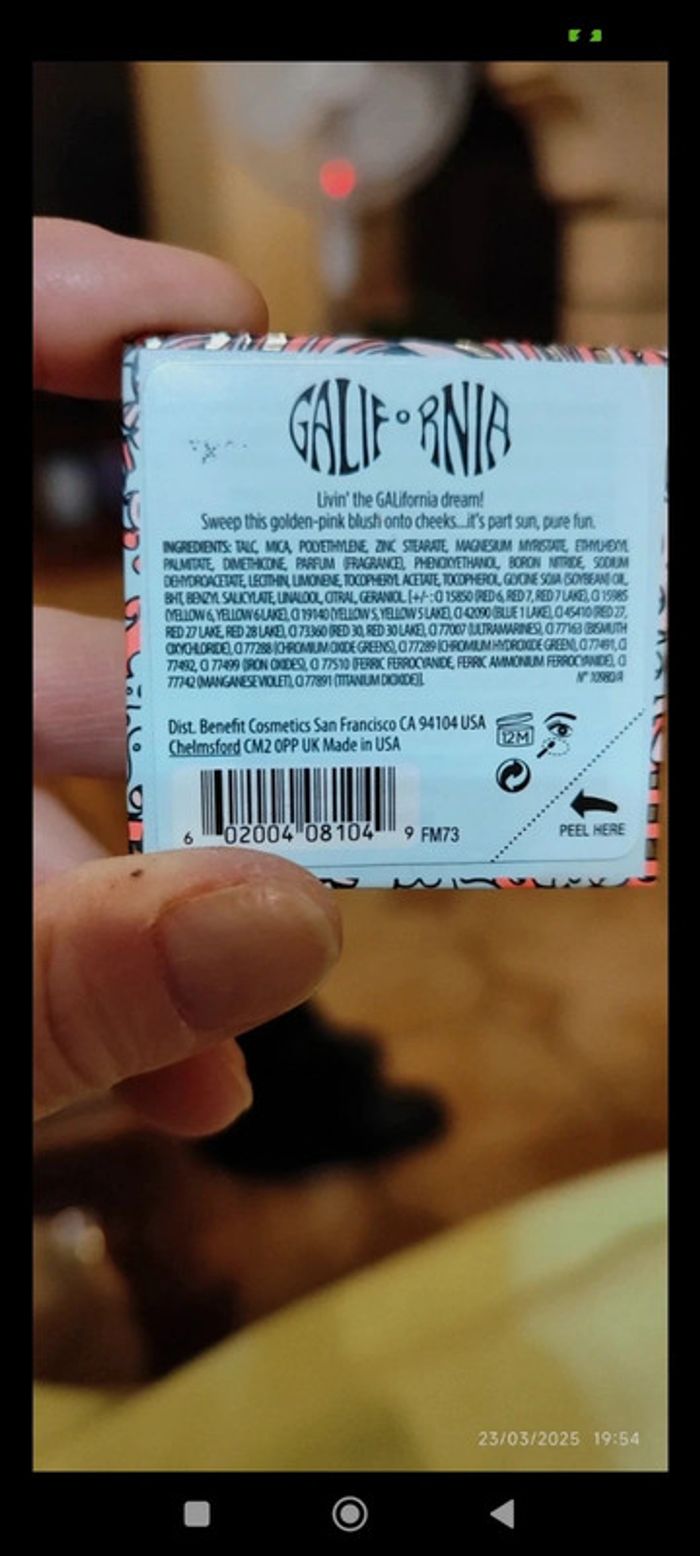 GALIFORNIA
Livin' the GALifornia dream!
Sweep this golden-pink blush onto cheeks...it's part sun, pure fun.
INGREDIENTS: TALC, MICA, POLYETHYLENE, ZINC STEARATE, MAGNESIUM MYRISTATE, ETHYLHEXYL
PALMITATE, DIMETHICONE, PARFUM (FRAGRANCE), PHENOXYETHANOL, BORON NITRIDE, SODIUM
DEHYDROACETATE, LECITHIN, LIMONENE, TOCOPHERYL ACETATE, TOCOPHEROL, GLYCINE SOJA (SOYBEAN) OIL,
BHT, BENZYL SALICYLATE, LINALOOL, CITRAL, GERANIOL. [+/-: CI 15850 (RED 6, RED 7, RED 7 LAKE), CI 15985
(YELLOW 6, YELLOW 6 LAKE), CI 19140 (YELLOW 5, YELLOW 5 LAKE), CI 42090 (BLUE 1 LAKE), CI 45410 (RED 27,
RED 27 LAKE, RED 28 LAKE), CI 73360 (RED 30, RED 30 LAKE), CI 77007 (ULTRAMARINES), CI 77163 (BISMUTH
OXYCHLORIDE), CI 77288 (CHROMIUM OXIDE GREENS), CI 77289 (CHROMIUM HYDROXIDE GREEN), CI 77491, CI
77492, CI 77499 (IRON OXIDES), CI 77510 (FERRIC FERROCYANIDE, FERRIC AMMONIUM FERROCYANIDE), CI
77742 (MANGANESE VIOLET), CI 77891 (TITANIUM DIOXIDE)]. N° 10980/A
Dist. Benefit Cosmetics San Francisco CA 94104 USA
Chelmsford CM2 0PP UK Made in USA
12M
PEEL HERE
6 02004 08104 9 FM73
23/03/2025 19:54